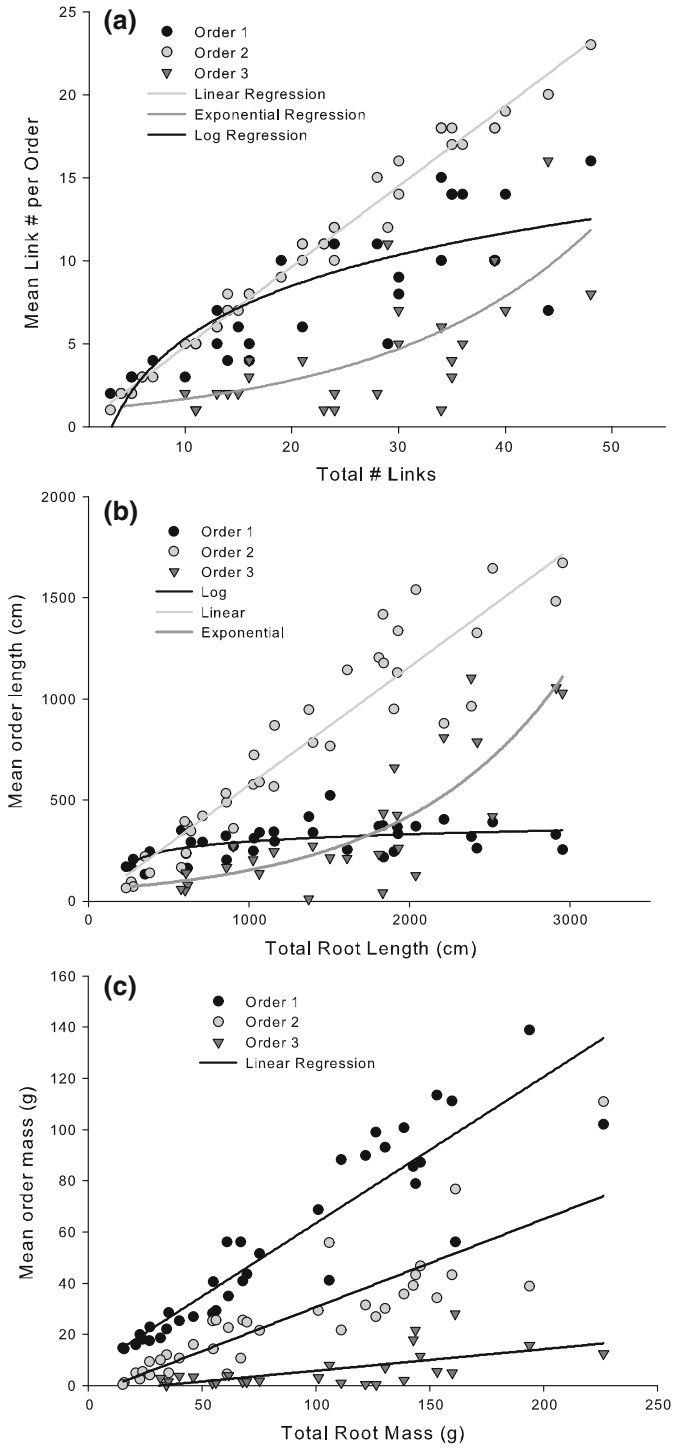 (a)
Order 1
Order 2
Order 3
Linear Regression
Exponential Regression
Log Regression
25
20
15
10
5
0
Mean Link # per Order
10
20
30
40
50
Total # Links
(b)
Order 1
Order 2
Order 3
Log
Linear
Exponential
2000
1500
1000
500
0
Mean order length (cm)
0
1000
2000
3000
Total Root Length (cm)
(c)
Order 1
Order 2
Order 3
Linear Regression
160
140
120
100
80
60
40
20
0
Mean order mass (g)
0
50
100
150
200
250
Total Root Mass (g)